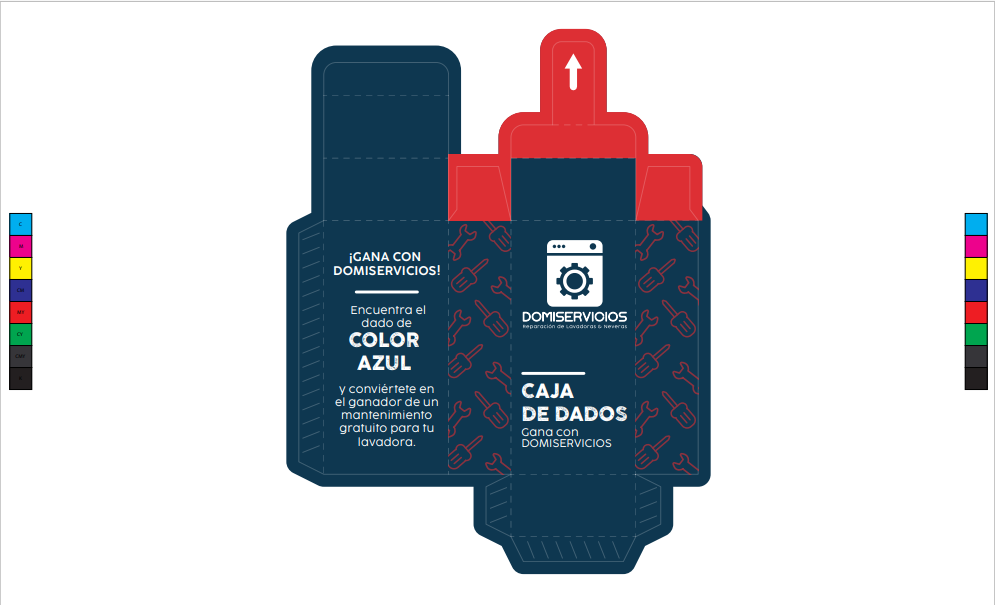 ¡GANA CON
DOMISERVICIOS!
Encuentra el
dado de
COLOR
AZUL
y conviértete en
el ganador de un
mantenimiento
gratuito para tu
lavadora.
DOMISERVICIOS
Reparación de Lavadoras & Neveras
CAJA
DE DADOS
Gana con
DOMISERVICIOS
C
M
Y
CM
MY
CY